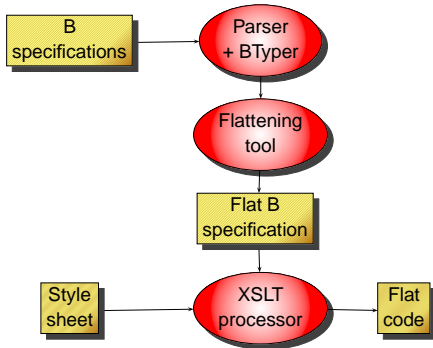 B
specifications
Parser
+ BTyper
Flattening
tool
Flat B
specification
Style
sheet
XSLT
processor
Flat
code